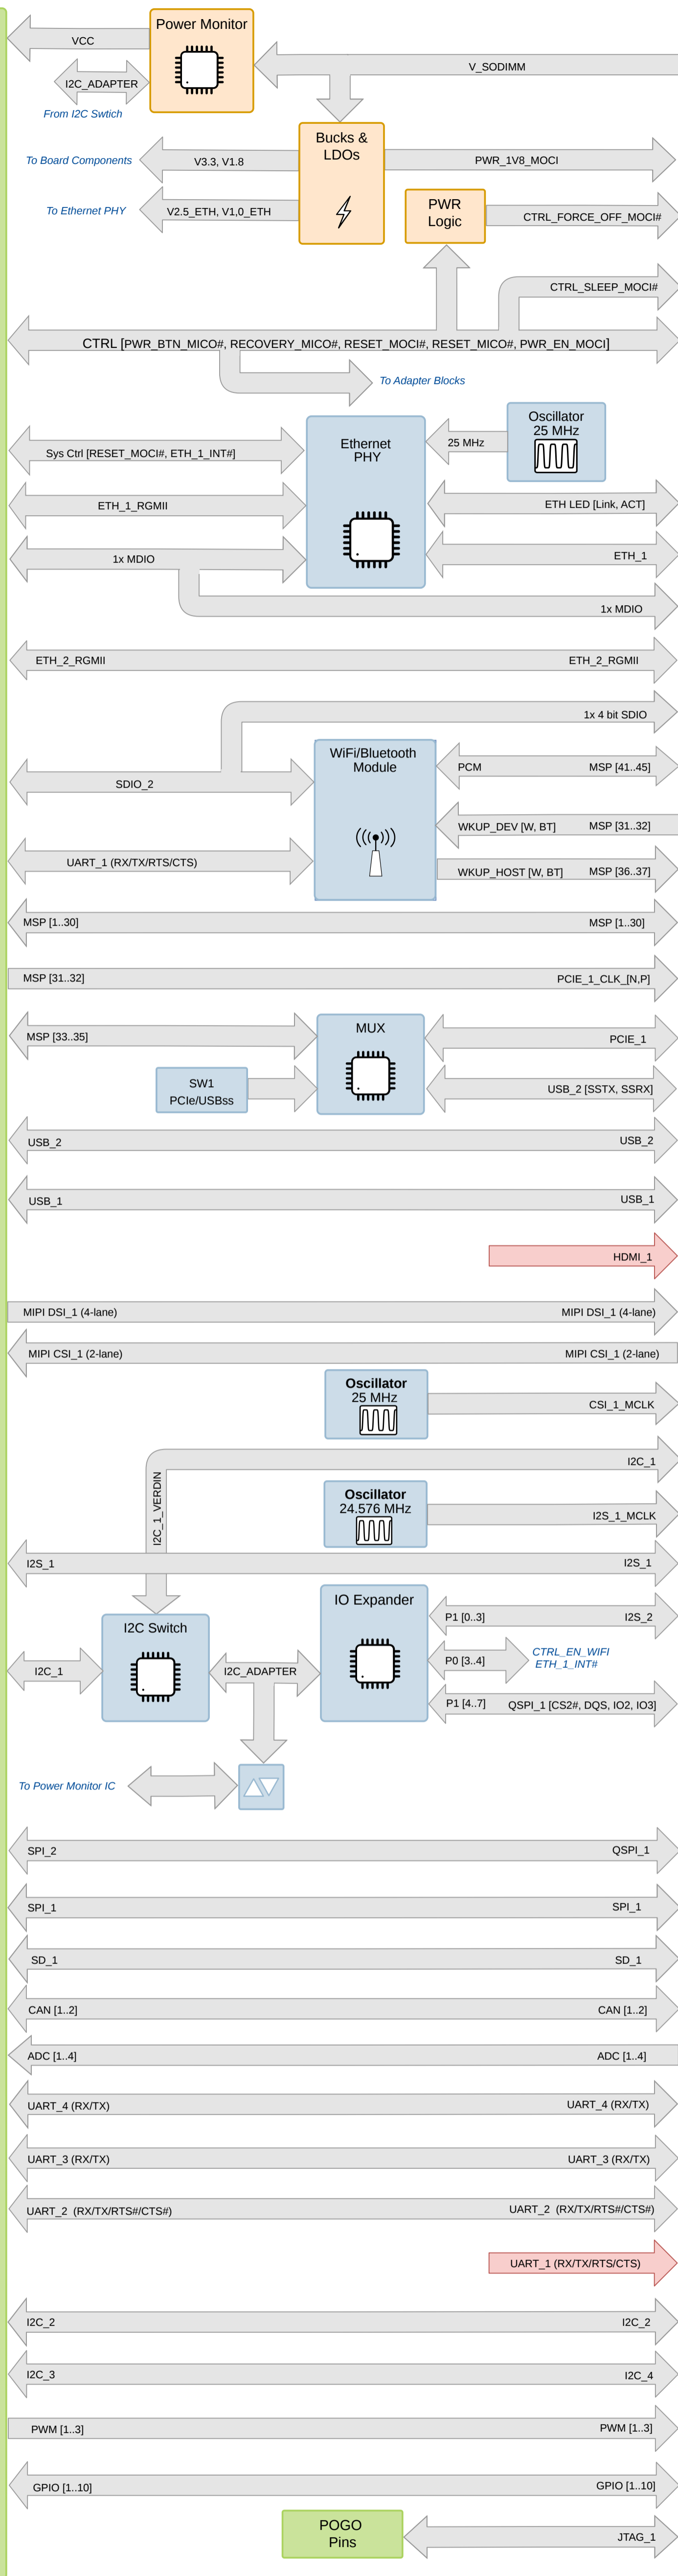 Power Monitor
VCC
V_SODIMM
I2C_ADAPTER
From I2C Swtich
Bucks &
LDOs
To Board Components
V3.3, V1.8
PWR_1V8_MOCI
To Ethernet PHY
V2.5_ETH, V1,0_ETH
PWR
Logic
CTRL_FORCE_OFF_MOCI#
CTRL_SLEEP_MOCI#
CTRL [PWR_BTN_MICO#, RECOVERY_MICO#, RESET_MOCI#, RESET_MICO#, PWR_EN_MOCI]
To Adapter Blocks
Oscillator
25 MHz
Ethernet
PHY
25 MHz
Sys Ctrl [RESET_MOCI#, ETH_1_INT#]
ETH_1_RGMII
ETH LED [Link, ACT]
1x MDIO
ETH_1
1x MDIO
ETH_2_RGMII
ETH_2_RGMII
1x 4 bit SDIO
WiFi/Bluetooth
Module
PCM
MSP [41..45]
SDIO_2
WKUP_DEV [W, BT]
MSP [31..32]
UART_1 (RX/TX/RTS/CTS)
WKUP_HOST [W, BT]
MSP [36..37]
MSP [1..30]
MSP [1..30]
MSP [31..32]
PCIE_1_CLK_[N,P]
MUX
MSP [33..35]
PCIE_1
SW1
PCIe/USBss
USB_2 [SSTX, SSRX]
USB_2
USB_2
USB_1
USB_1
HDMI_1
MIPI DSI_1 (4-lane)
MIPI DSI_1 (4-lane)
MIPI CSI_1 (2-lane)
MIPI CSI_1 (2-lane)
Oscillator
25 MHz
CSI_1_MCLK
I2C_1
I2C_1_VERDIN
Oscillator
24.576 MHz
I2S_1_MCLK
I2S_1
I2S_1
IO Expander
P1 [0..3]
I2S_2
I2C Switch
CTRL_EN_WIFI
ETH_1_INT#
P0 [3..4]
I2C_1
I2C_ADAPTER
P1 [4..7]
QSPI_1 [CS2#, DQS, IO2, IO3]
To Power Monitor IC
SPI_2
QSPI_1
SPI_1
SPI_1
SD_1
SD_1
CAN [1..2]
CAN [1..2]
ADC [1..4]
ADC [1..4]
UART_4 (RX/TX)
UART_4 (RX/TX)
UART_3 (RX/TX)
UART_3 (RX/TX)
UART_2 (RX/TX/RTS#/CTS#)
UART_2 (RX/TX/RTS#/CTS#)
UART_1 (RX/TX/RTS/CTS)
I2C_2
I2C_2
I2C_3
I2C_4
PWM [1..3]
PWM [1..3]
GPIO [1..10]
GPIO [1..10]
POGO
Pins
JTAG_1